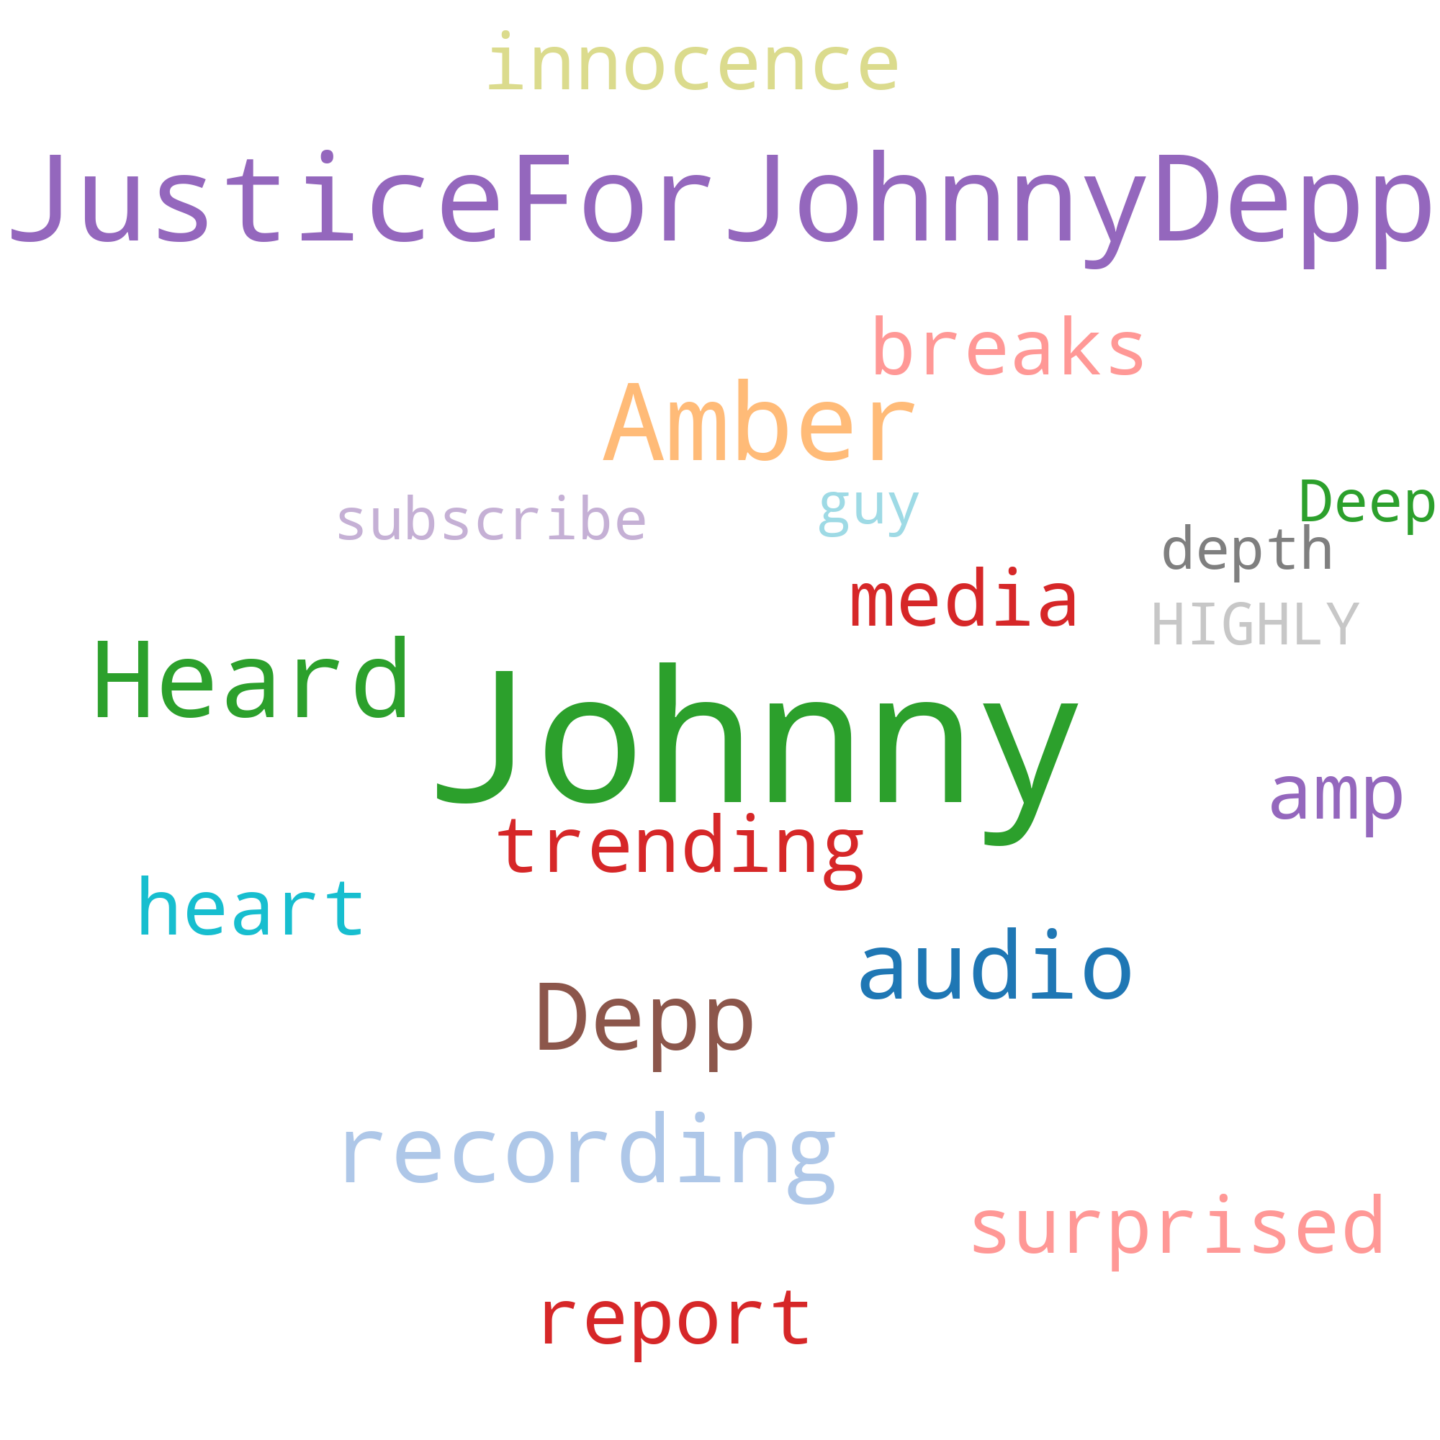 innocence
JusticeForJohnnyDepp
breaks
Amber
subscribe
guy
Deep
depth
media
HIGHLY
Heard
Johnny
amp
trending
heart
audio
Depp
recording
surprised
report